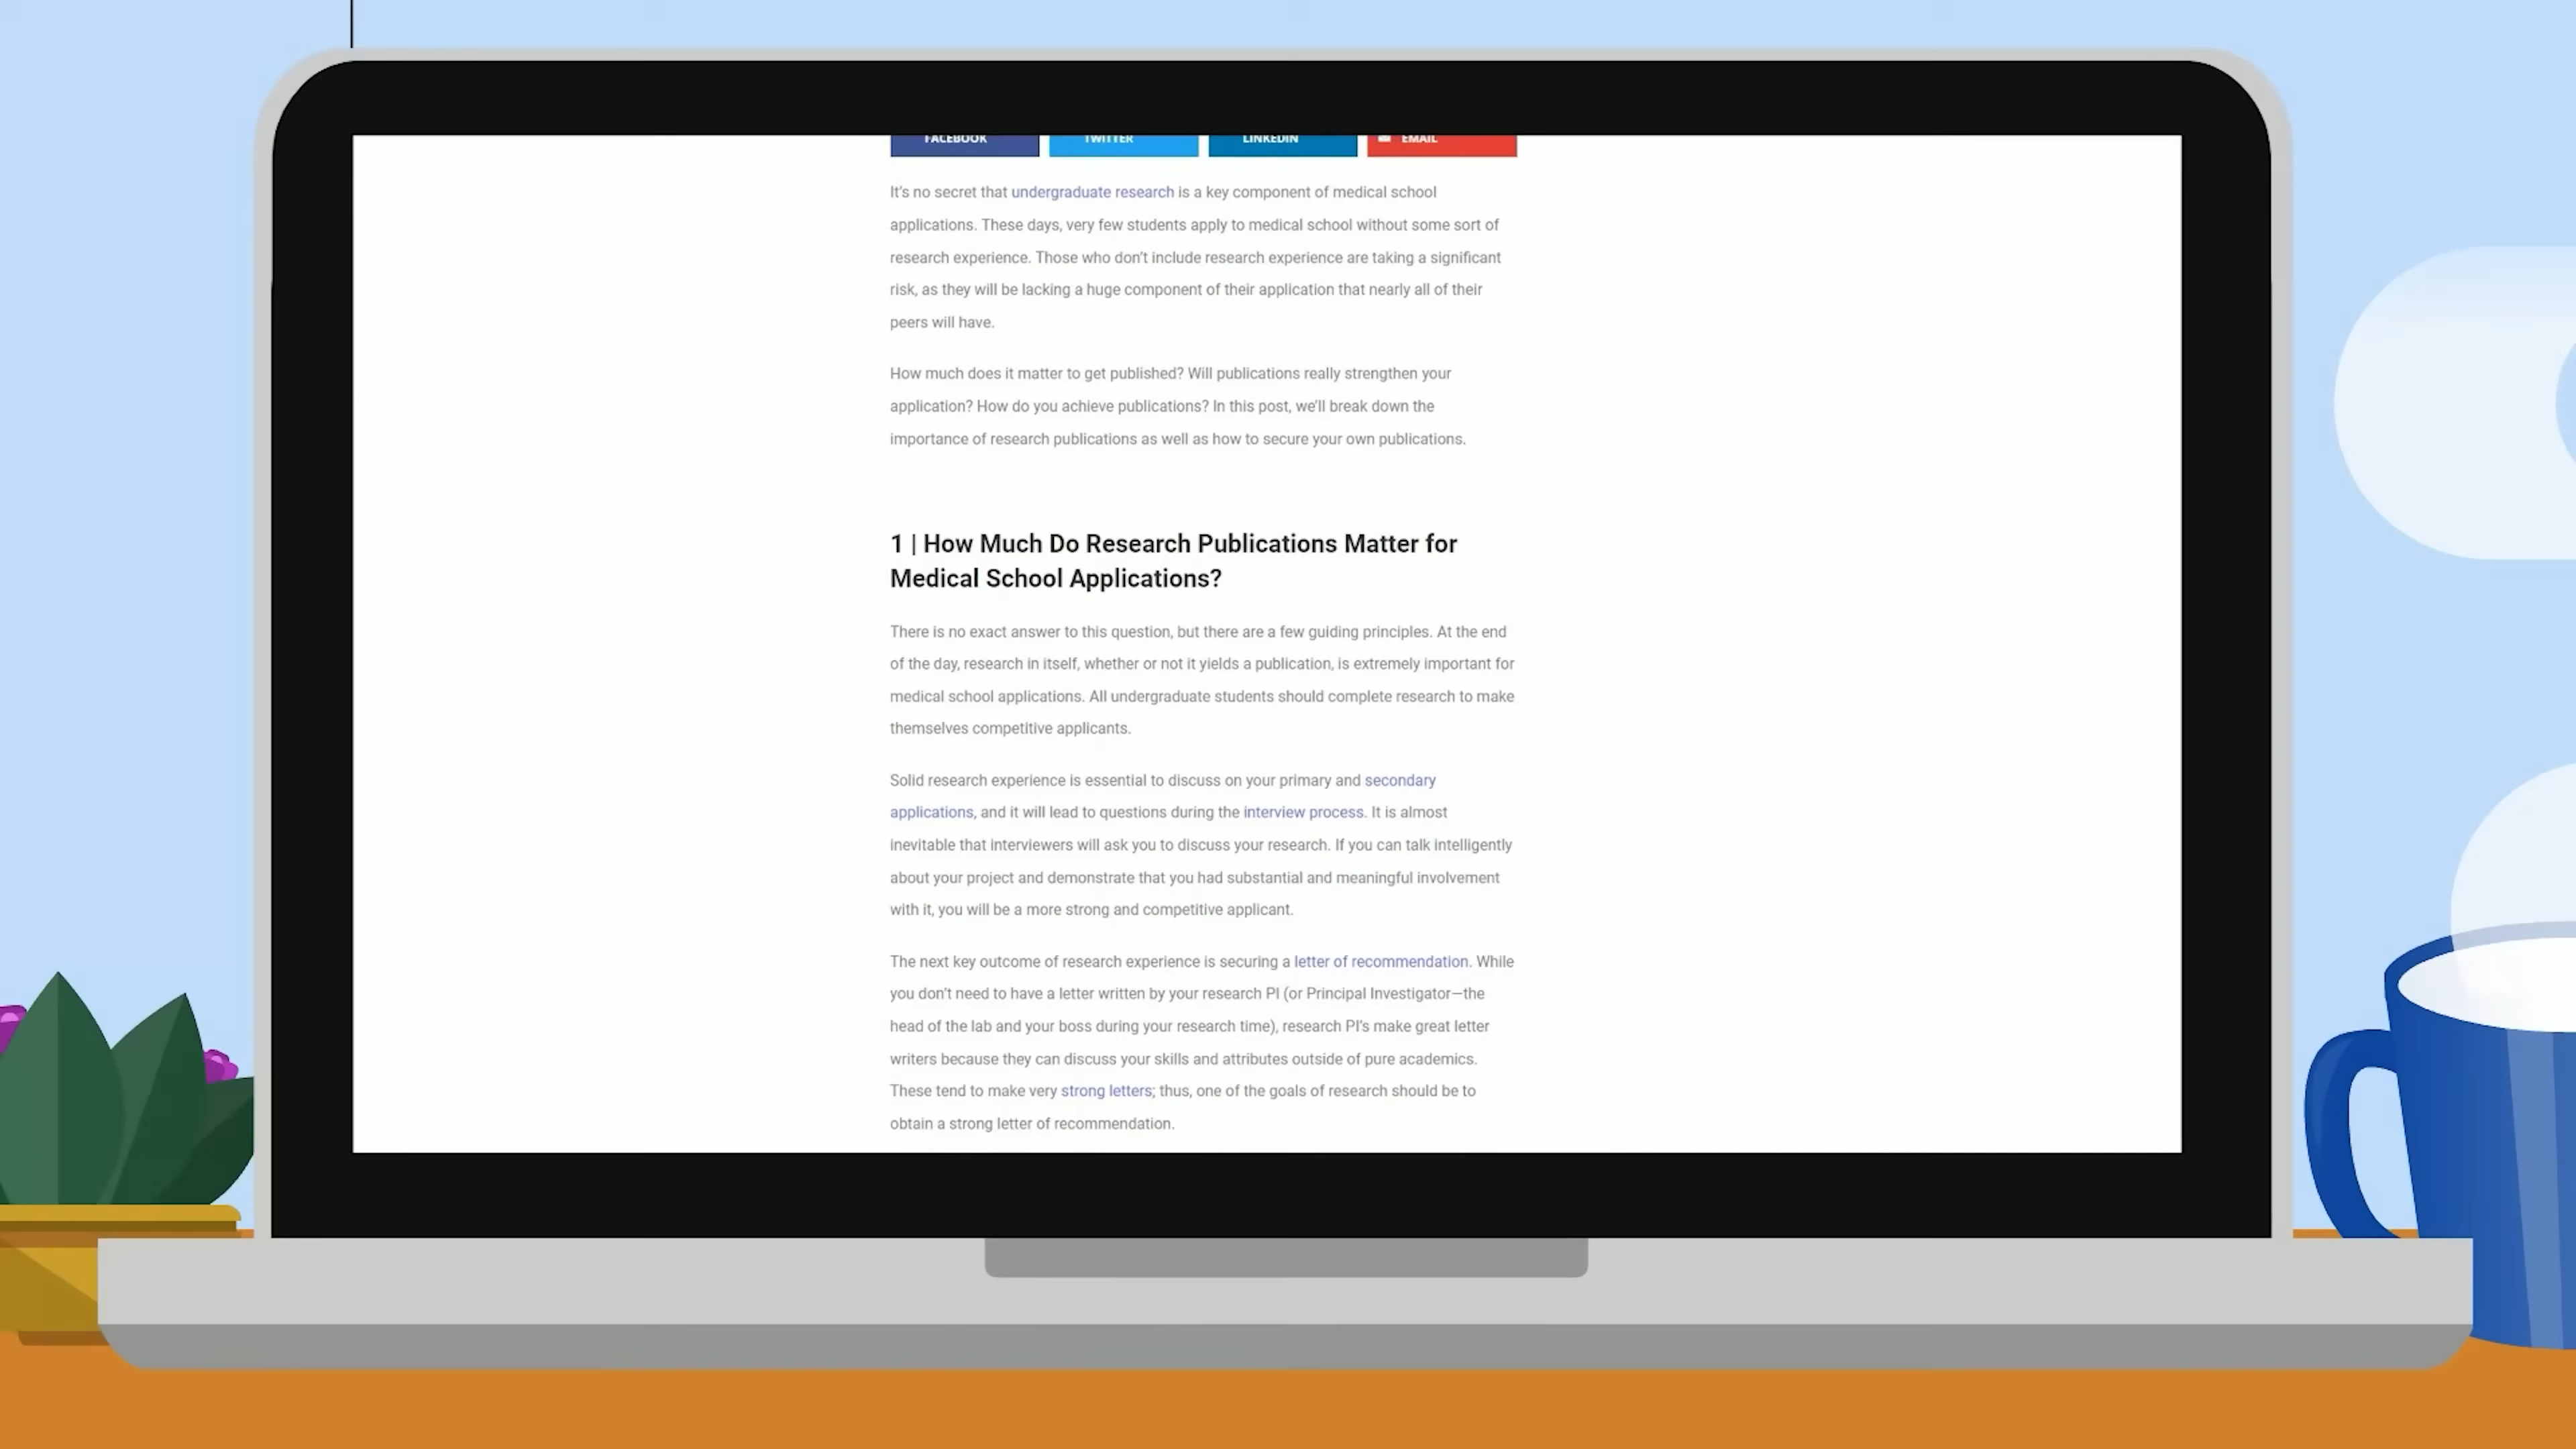 FACEBOOK TWITTER LINKEDIN EMAIL
It's no secret that undergraduate research is a key component of medical school
applications. These days, very few students apply to medical school without some sort of
research experience. Those who don't include research experience are taking a significant
risk, as they will be lacking a huge component of their application that nearly all of their
peers will have.
How much does it matter to get published? Will publications really strengthen your
application? How do you achieve publications? In this post, we'll break down the
importance of research publications as well as how to secure your own publications.
1 | How Much Do Research Publications Matter for
Medical School Applications?
There is no exact answer to this question, but there are a few guiding principles. At the end
of the day, research in itself, whether or not it yields a publication, is extremely important for
medical school applications. All undergraduate students should complete research to make
themselves competitive applicants.
Solid research experience is essential to discuss on your primary and secondary
applications, and it will lead to questions during the interview process. It is almost
inevitable that interviewers will ask you to discuss your research. If you can talk intelligently
about your project and demonstrate that you had substantial and meaningful involvement
with it, you will be a more strong and competitive applicant.
The next key outcome of research experience is securing a letter of recommendation. While
you don't need to have a letter written by your research PI (or Principal Investigator—the
head of the lab and your boss during your research time), research PI's make great letter
writers because they can discuss your skills and attributes outside of pure academics.
These tend to make very strong letters; thus, one of the goals of research should be to
obtain a strong letter of recommendation.